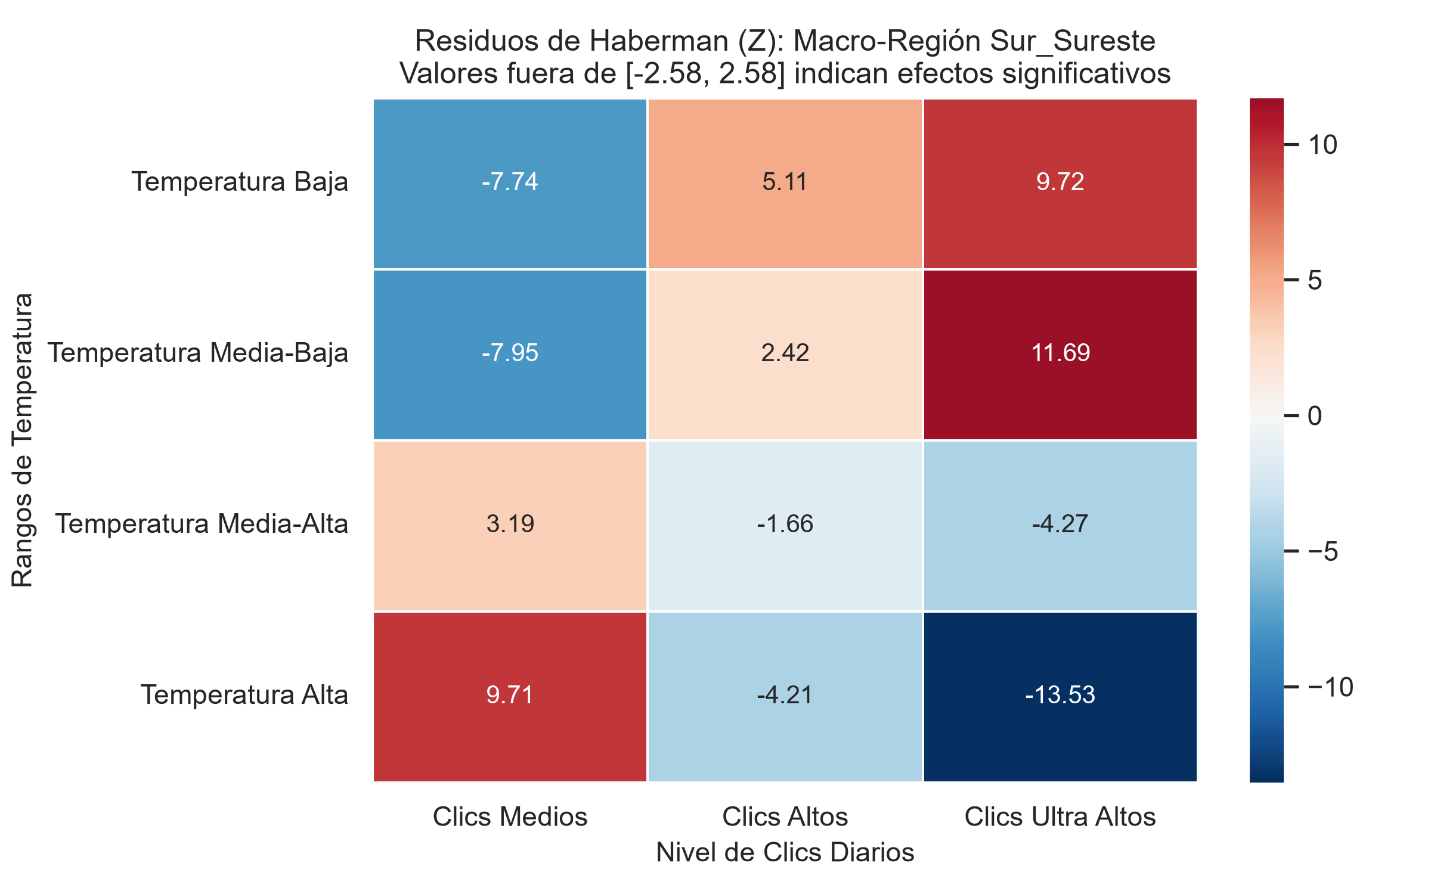 Residuos de Haberman (Z): Macro-Región Sur_Sureste
Valores fuera de [-2.58, 2.58] indican efectos significativos
Rangos de Temperatura
Temperatura Baja
-7.74
5.11
9.72
Temperatura Media-Baja
-7.95
2.42
11.69
Temperatura Media-Alta
3.19
-1.66
-4.27
Temperatura Alta
9.71
-4.21
-13.53
Clics Medios
Clics Altos
Clics Ultra Altos
Nivel de Clics Diarios
10
5
0
−5
−10